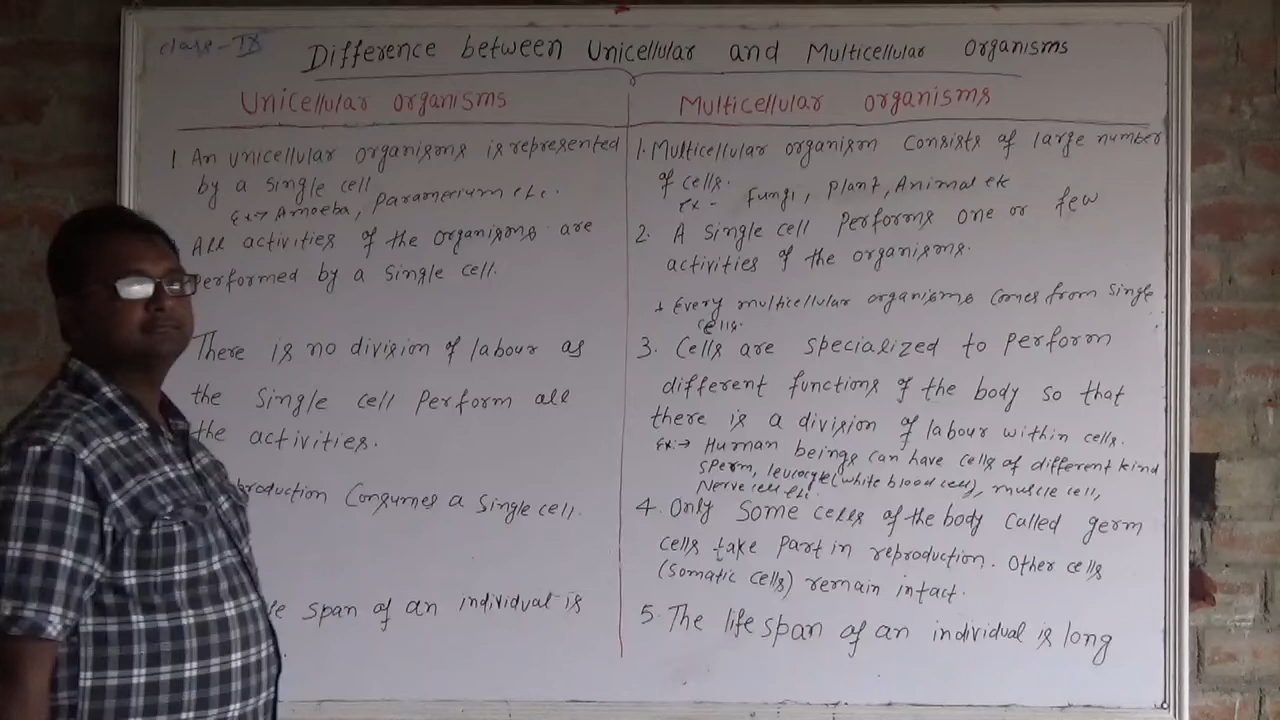 class-IX
Difference between Unicellular and Multicellular organisms
Unicellular organisms
1 An unicellular organisms is represented
by a single cell
Ex→ Amoeba, Paramecium etc.
All activities of the organisms are
Performed by a single cell.
There is no division of labour as
the single cell perform all
the activities.
production Consumes a single cell.
span of an individual is
Multicellular organisms
1. Multicellular organism Consists of large number
of cells.
Ex - Fungi, Plant, Animal etc
2. A single cell performs one or few
activities of the organisms.
+ Every multicellular organisms comes from single
cells.
3. Cells are specialized to perform
different functions of the body so that
there is a division of labour within cells.
Ex:→ Human beings can have cells of different kind
Sperm, leucocyte (white blood cell), muscle cell,
Nerve cell etc.
4. Only some cells of the body called germ
cells take part in reproduction. Other cells
(somatic cells) remain intact.
5. The life span of an individual is long